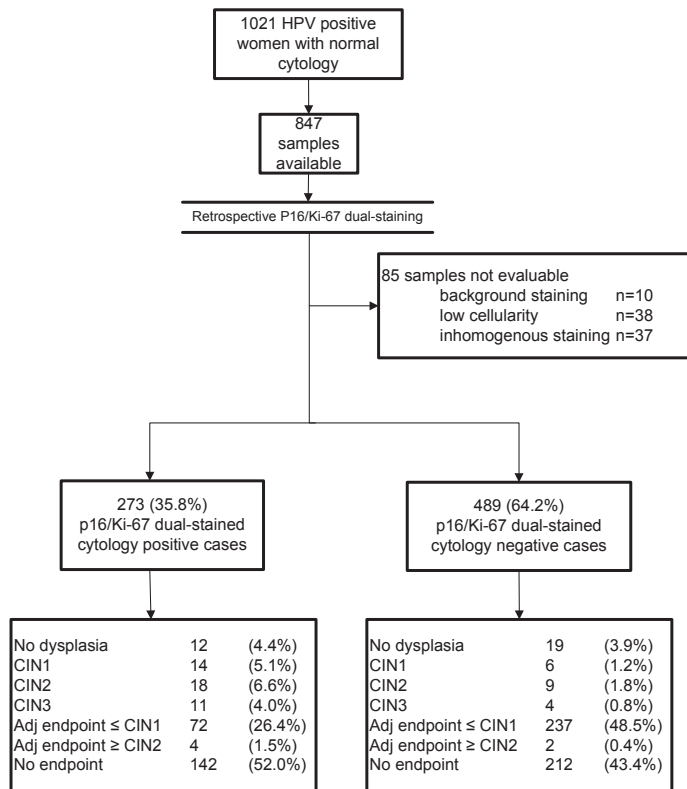 1021 HPV positive
women with normal
cytology
847
samples
available
Retrospective P16/Ki-67 dual-staining
85 samples not evaluable
background staining n=10
low cellularity n=38
inhomogenous staining n=37
273 (35.8%)
p16/Ki-67 dual-stained
cytology positive cases
489 (64.2%)
p16/Ki-67 dual-stained
cytology negative cases
No dysplasia 12 (4.4%)
CIN1 14 (5.1%)
CIN2 18 (6.6%)
CIN3 11 (4.0%)
Adj endpoint ≤ CIN1 72 (26.4%)
Adj endpoint ≥ CIN2 4 (1.5%)
No endpoint 142 (52.0%)
No dysplasia 19 (3.9%)
CIN1 6 (1.2%)
CIN2 9 (1.8%)
CIN3 4 (0.8%)
Adj endpoint ≤ CIN1 237 (48.5%)
Adj endpoint ≥ CIN2 2 (0.4%)
No endpoint 212 (43.4%)